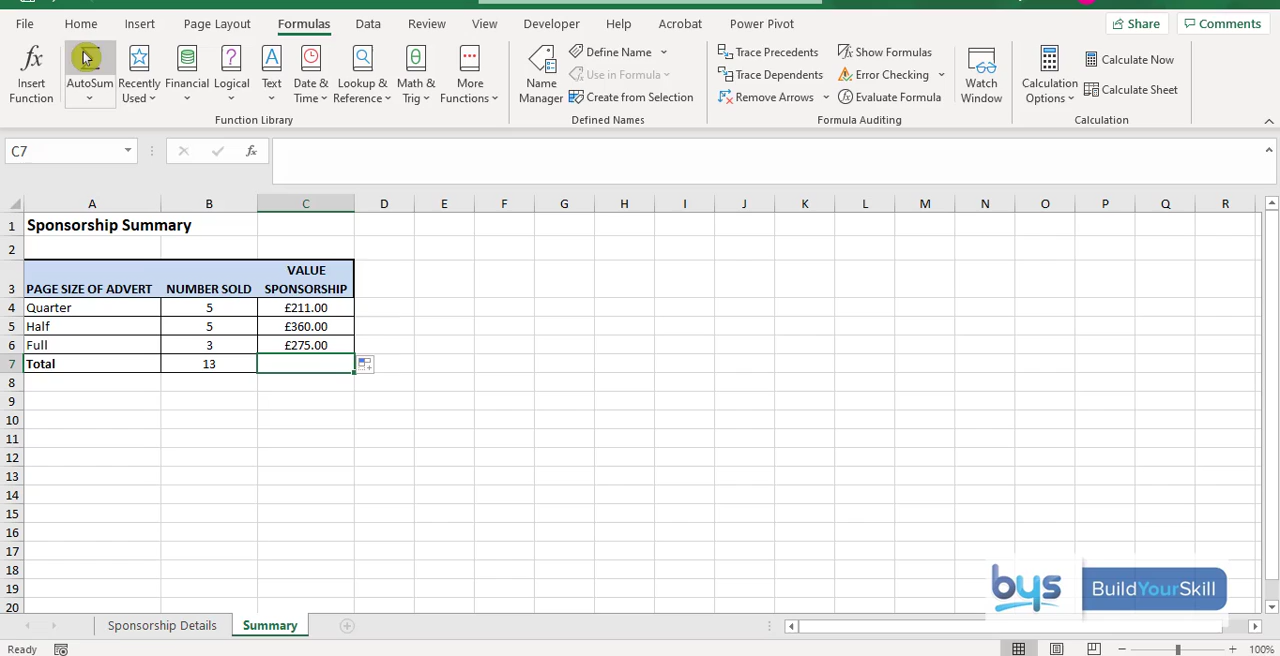 File Home Insert Page Layout Formulas Data Review View Developer Help Acrobat Power Pivot Share Comments
fx Insert Function
AutoSum
Recently Used
Financial
Logical
Text
Date & Time
Lookup & Reference
Math & Trig
More Functions
Function Library
Name Manager
Define Name
Use in Formula
Create from Selection
Defined Names
Trace Precedents
Trace Dependents
Remove Arrows
Show Formulas
Error Checking
Evaluate Formula
Formula Auditing
Watch Window
Calculation Options
Calculate Now
Calculate Sheet
Calculation
C7 fx
A B C D E F G H I J K L M N O P Q R
1 Sponsorship Summary
2
3 PAGE SIZE OF ADVERT NUMBER SOLD VALUE SPONSORSHIP
4 Quarter 5 £211.00
5 Half 5 £360.00
6 Full 3 £275.00
7 Total 13
8
9
10
11
12
13
14
15
16
17
18
19
20
bys BuildYourSkill
Sponsorship Details Summary
Ready 100%